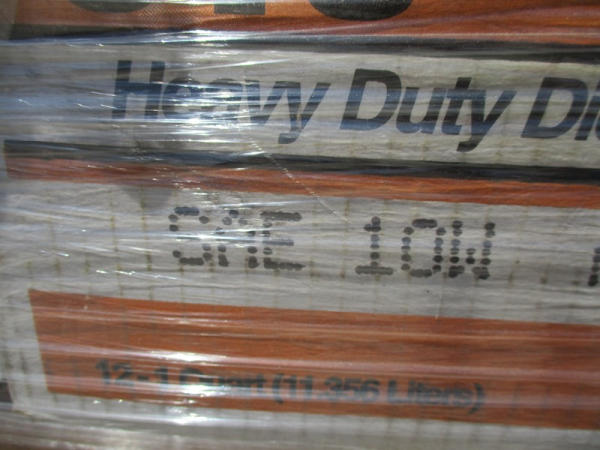 Heavy Duty
SAE 10W
12-1 Quart (11.356 Liters)